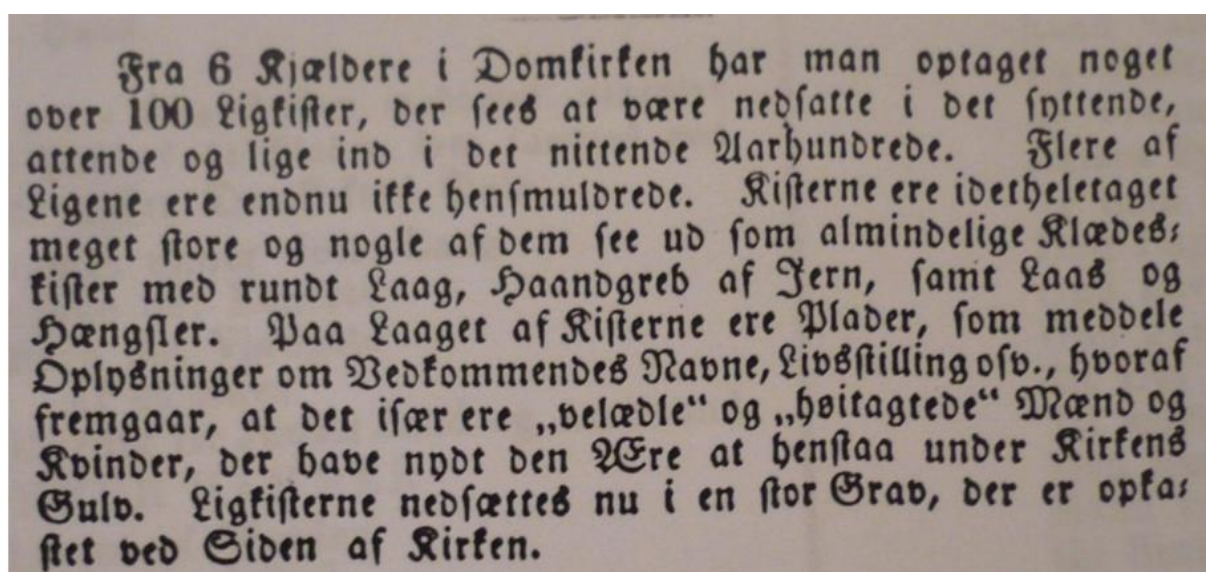 Fra 6 Kjældere i Domkirken har man optaget noget
over 100 Ligkister, der sees at være nedsatte i det syttende,
attende og lige ind i det nittende Aarhundrede. Flere af
Ligene ere endnu ikke hensmuldrede. Kisterne ere idetheletaget
meget store og nogle af dem see ud som almindelige Klædes-
kister med rundt Laag, Haandgreb af Jern, samt Laas og
Hængsler. Paa Laaget af Kisterne ere Plader, som meddele
Oplysninger om Vedkommendes Navne, Livsstilling osv., hvoraf
fremgaar, at det især ere „velædle“ og „høitagtede“ Mænd og
Kvinder, der have nydt den Ære at henstaa under Kirkens
Gulv. Ligkisterne nedsættes nu i en stor Grav, der er opka-
stet ved Siden af Kirken.